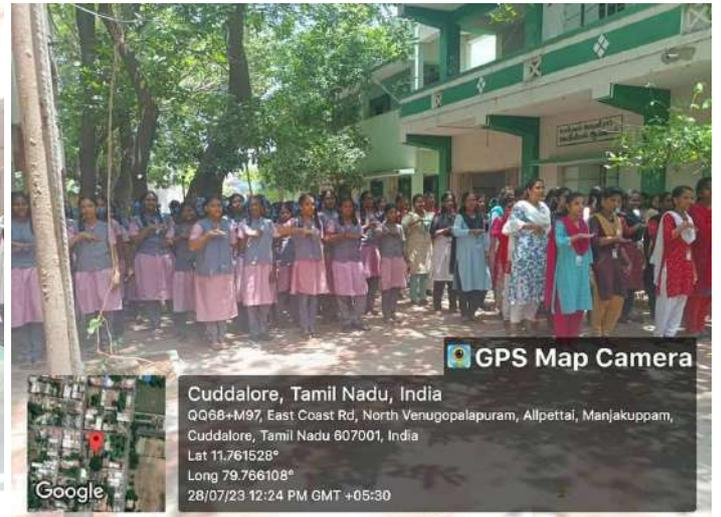 GPS Map Camera
Cuddalore, Tamil Nadu, India
QQ68+M97, East Coast Rd, North Venugopalapuram, Allpettai, Manjakuppam,
Cuddalore, Tamil Nadu 607001, India
Lat 11.761528°
Long 79.766108°
28/07/23 12:24 PM GMT +05:30
Google